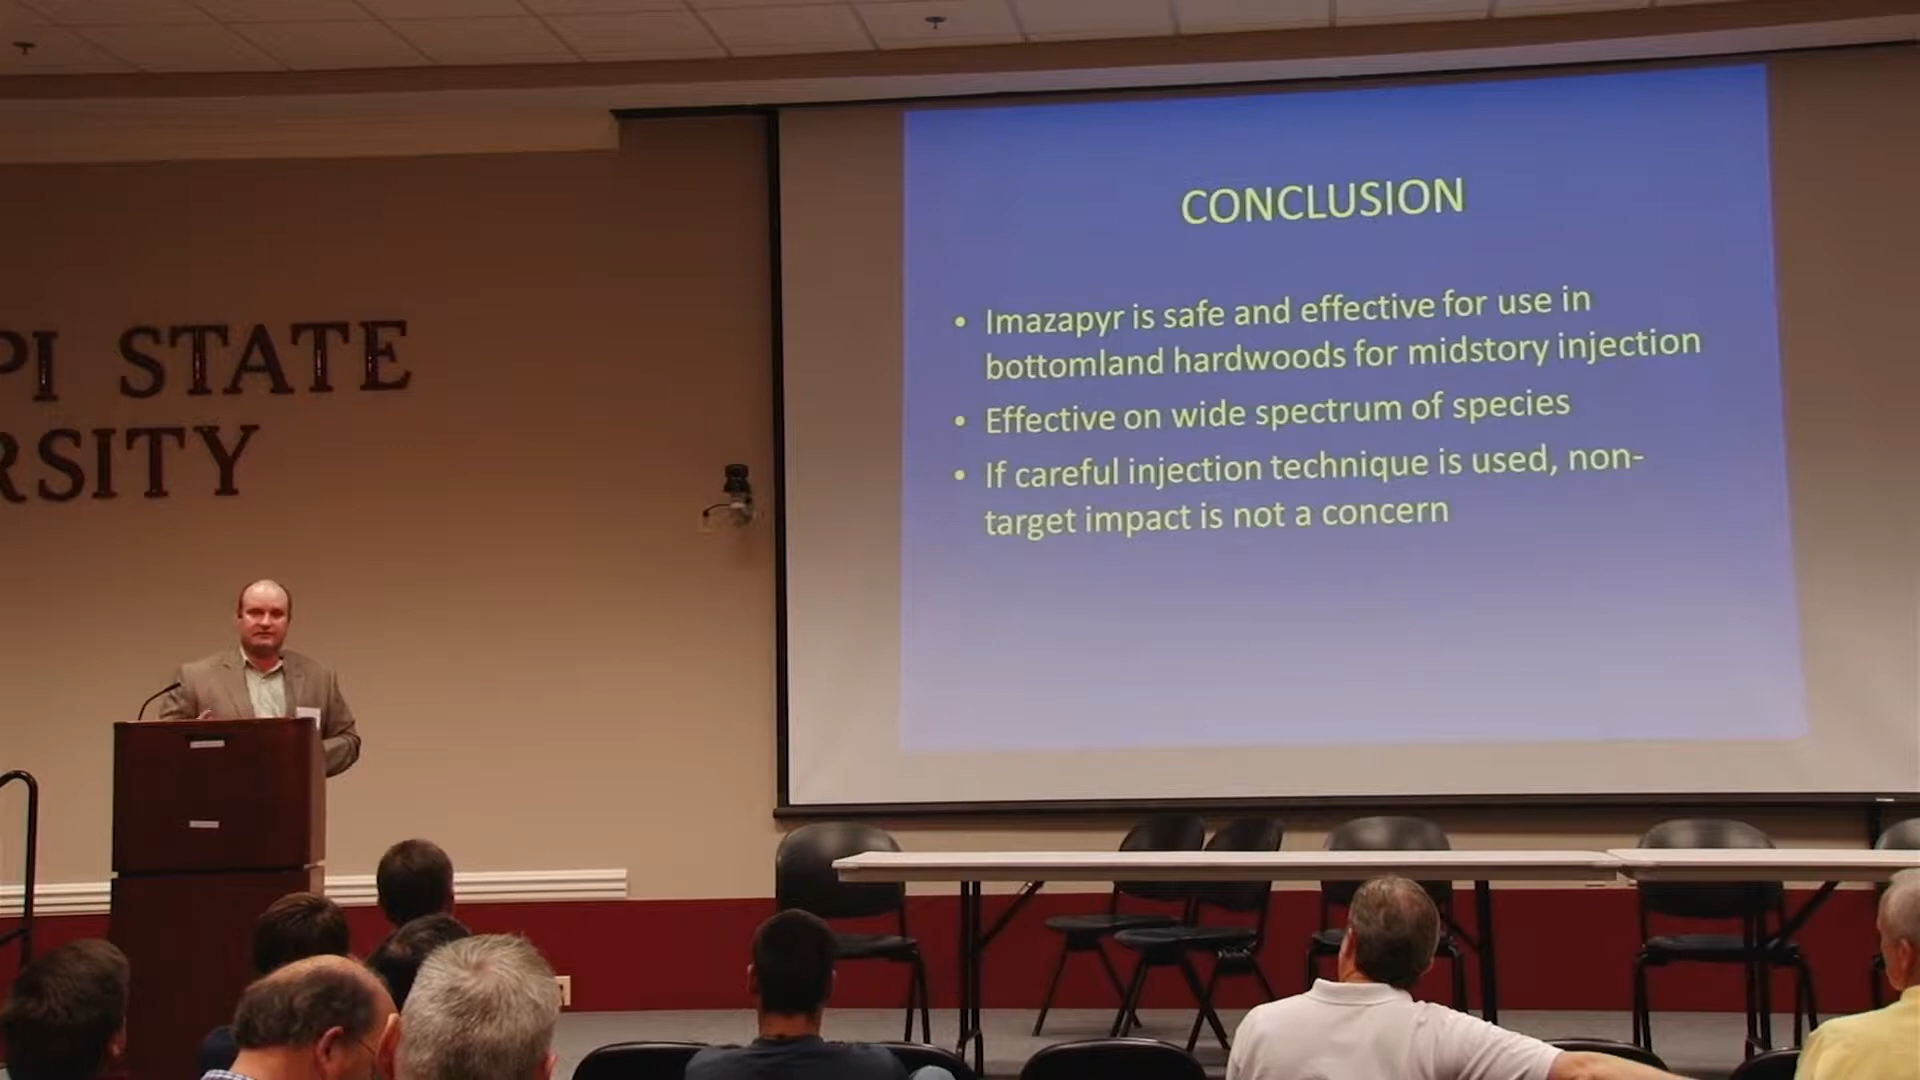 PI STATE
RSITY
CONCLUSION
• Imazapyr is safe and effective for use in
bottomland hardwoods for midstory injection
• Effective on wide spectrum of species
• If careful injection technique is used, non-
target impact is not a concern